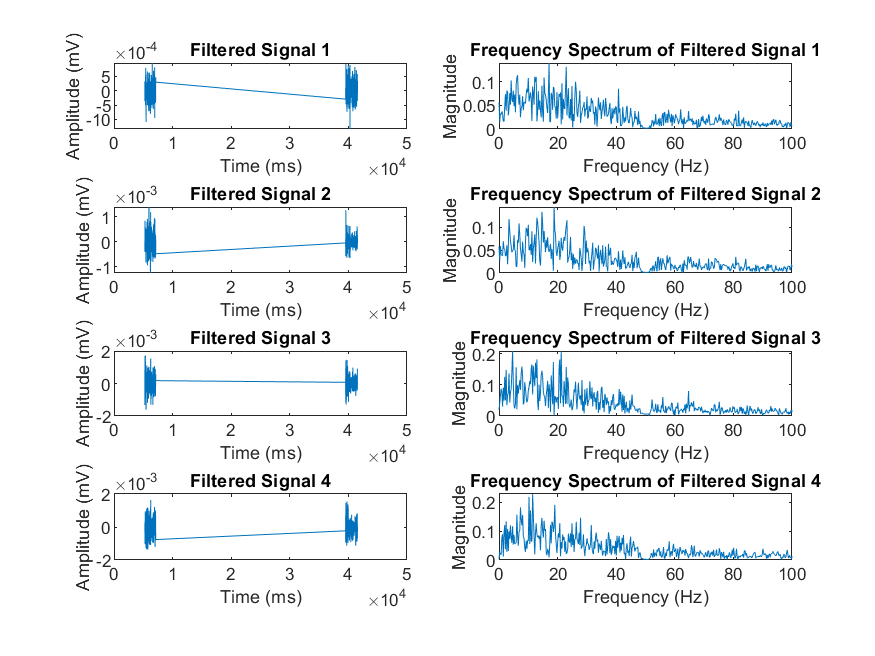 Filtered Signal 1
×10^-4
Amplitude (mV)
5
0
-5
-10
0 1 2 3 4 5
Time (ms)
×10^4
Frequency Spectrum of Filtered Signal 1
Magnitude
0.1
0.05
0
0 20 40 60 80 100
Frequency (Hz)
Filtered Signal 2
×10^-3
Amplitude (mV)
1
0
-1
0 1 2 3 4 5
Time (ms)
×10^4
Frequency Spectrum of Filtered Signal 2
Magnitude
0.1
0.05
0
0 20 40 60 80 100
Frequency (Hz)
Filtered Signal 3
×10^-3
Amplitude (mV)
2
0
-2
0 1 2 3 4 5
Time (ms)
×10^4
Frequency Spectrum of Filtered Signal 3
Magnitude
0.2
0.1
0
0 20 40 60 80 100
Frequency (Hz)
Filtered Signal 4
×10^-3
Amplitude (mV)
2
0
-2
0 1 2 3 4 5
Time (ms)
×10^4
Frequency Spectrum of Filtered Signal 4
Magnitude
0.2
0.1
0
0 20 40 60 80 100
Frequency (Hz)